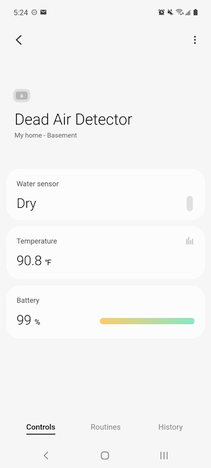 5:24
Dead Air Detector
My home - Basement
Water sensor
Dry
Temperature
90.8 °F
Battery
99 %
Controls Routines History